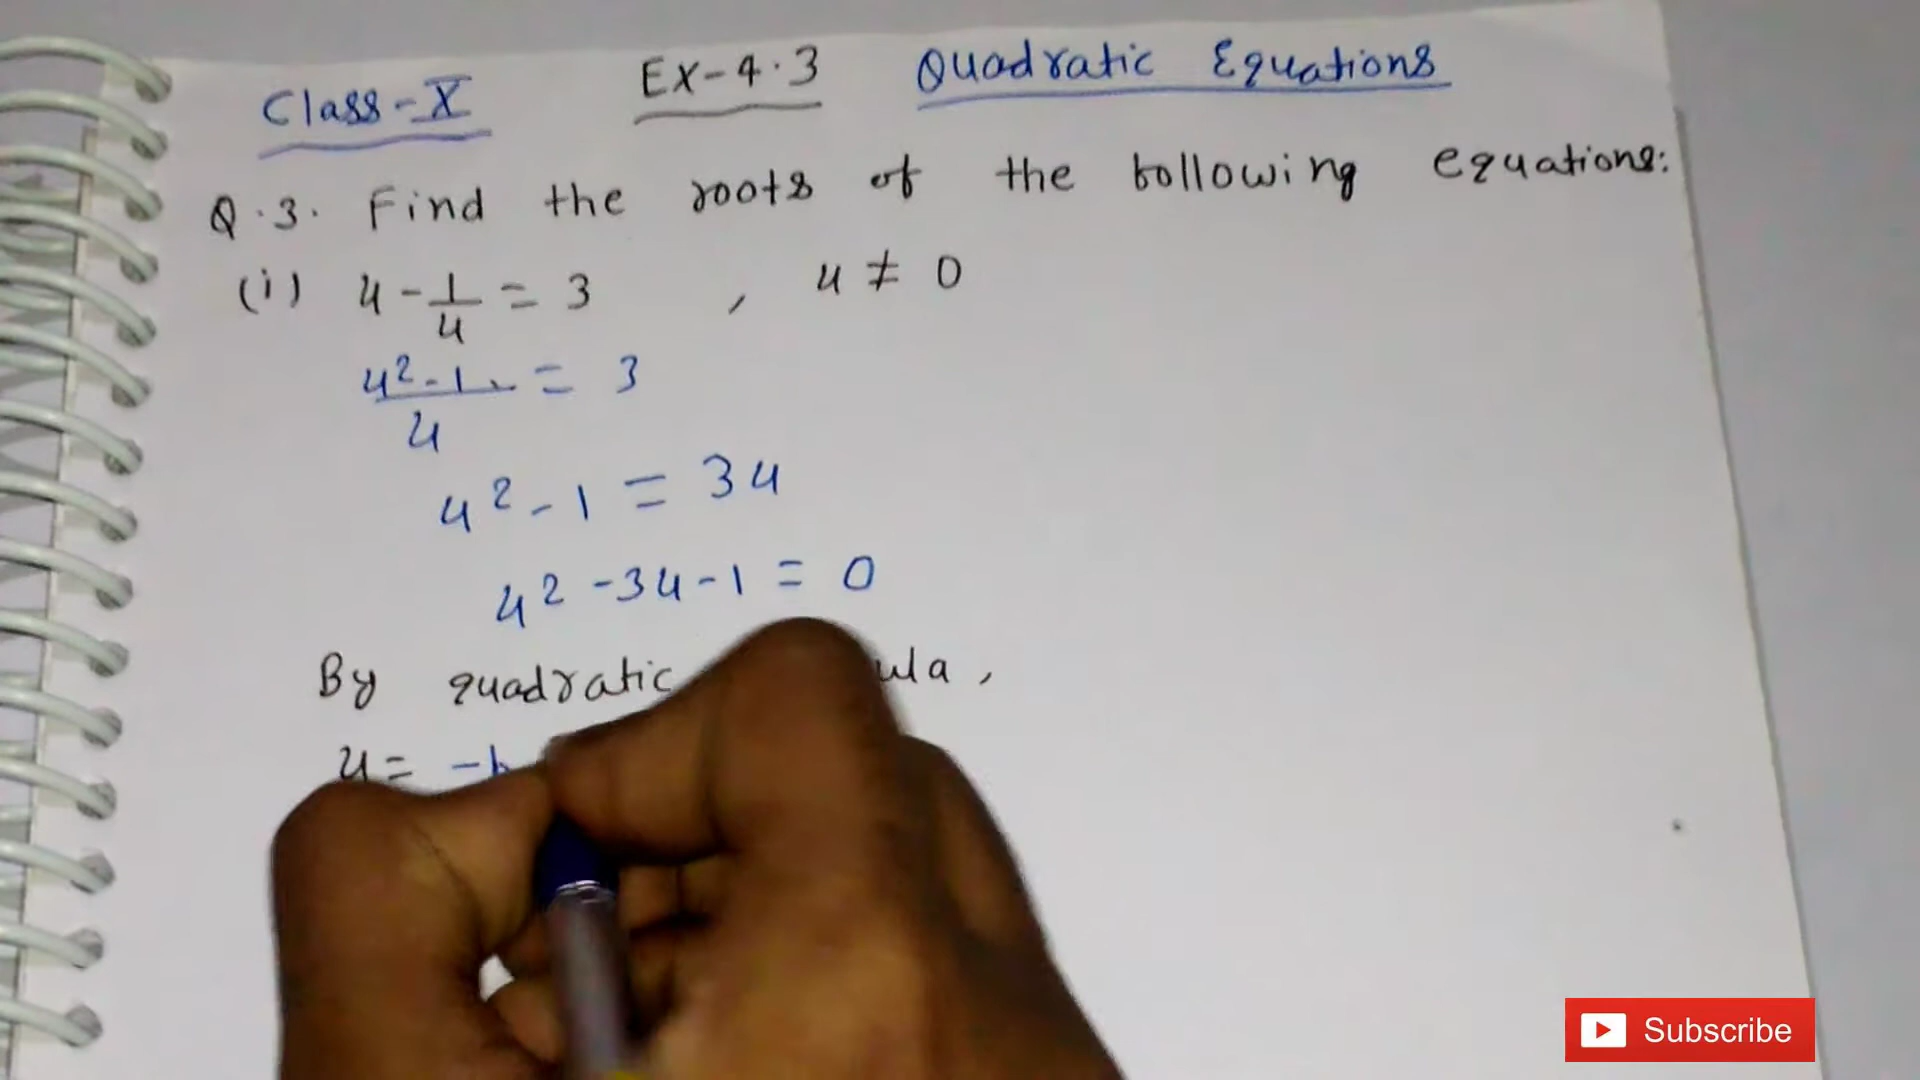 Class-X Ex-4.3 Quadratic Equations
Q.3. Find the roots of the following equations:
(i) x - 1/x = 3 , x ≠ 0
x² - 1 / x = 3
x² - 1 = 3x
x² - 3x - 1 = 0
By quadratic
x = -b
Subscribe